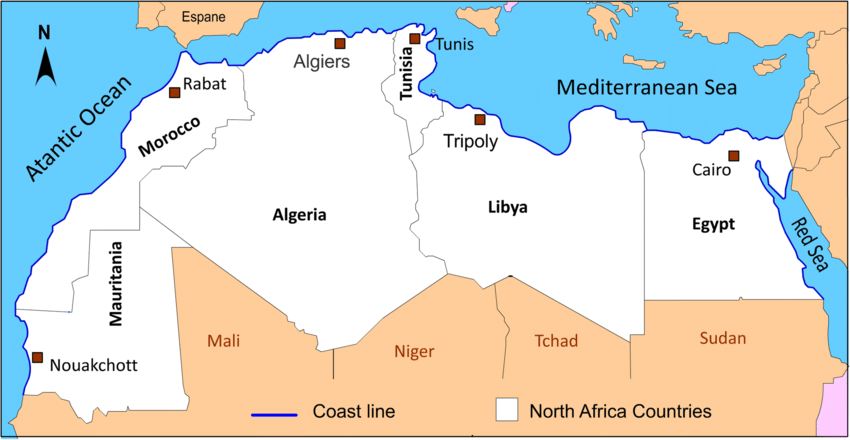 Espane
N
Tunis
Algiers
Tunisia
Rabat
Mediterranean Sea
Atantic Ocean
Morocco
Tripoly
Cairo
Algeria
Libya
Egypt
Red Sea
Mauritania
Mali
Niger
Tchad
Sudan
Nouakchott
Coast line
North Africa Countries